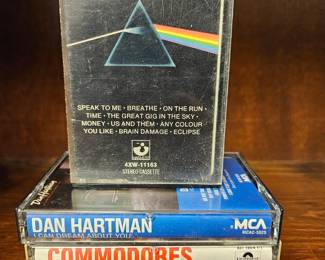 SPEAK TO ME • BREATHE • ON THE RUN •
TIME • THE GREAT GIG IN THE SKY •
MONEY • US AND THEM • ANY COLOUR
YOU LIKE • BRAIN DAMAGE • ECLIPSE
4XW-11163
STEREO CASSETTE
DAN HARTMAN
I CAN DREAM ABOUT YOU
MCA
COMMODORES